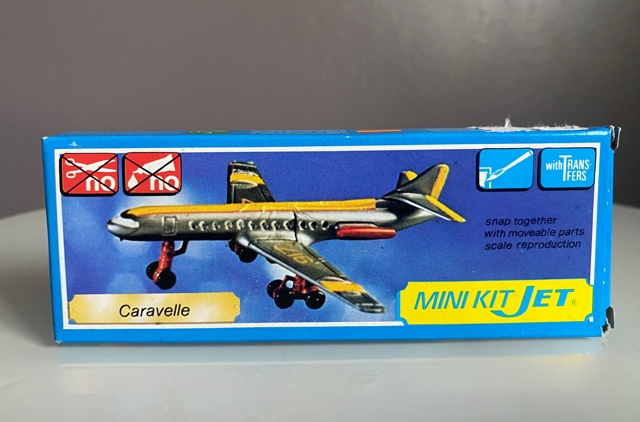 no
no
with TRANS
FERS
snap together
with moveable parts
scale reproduction
Caravelle
MINI KIT JET ®